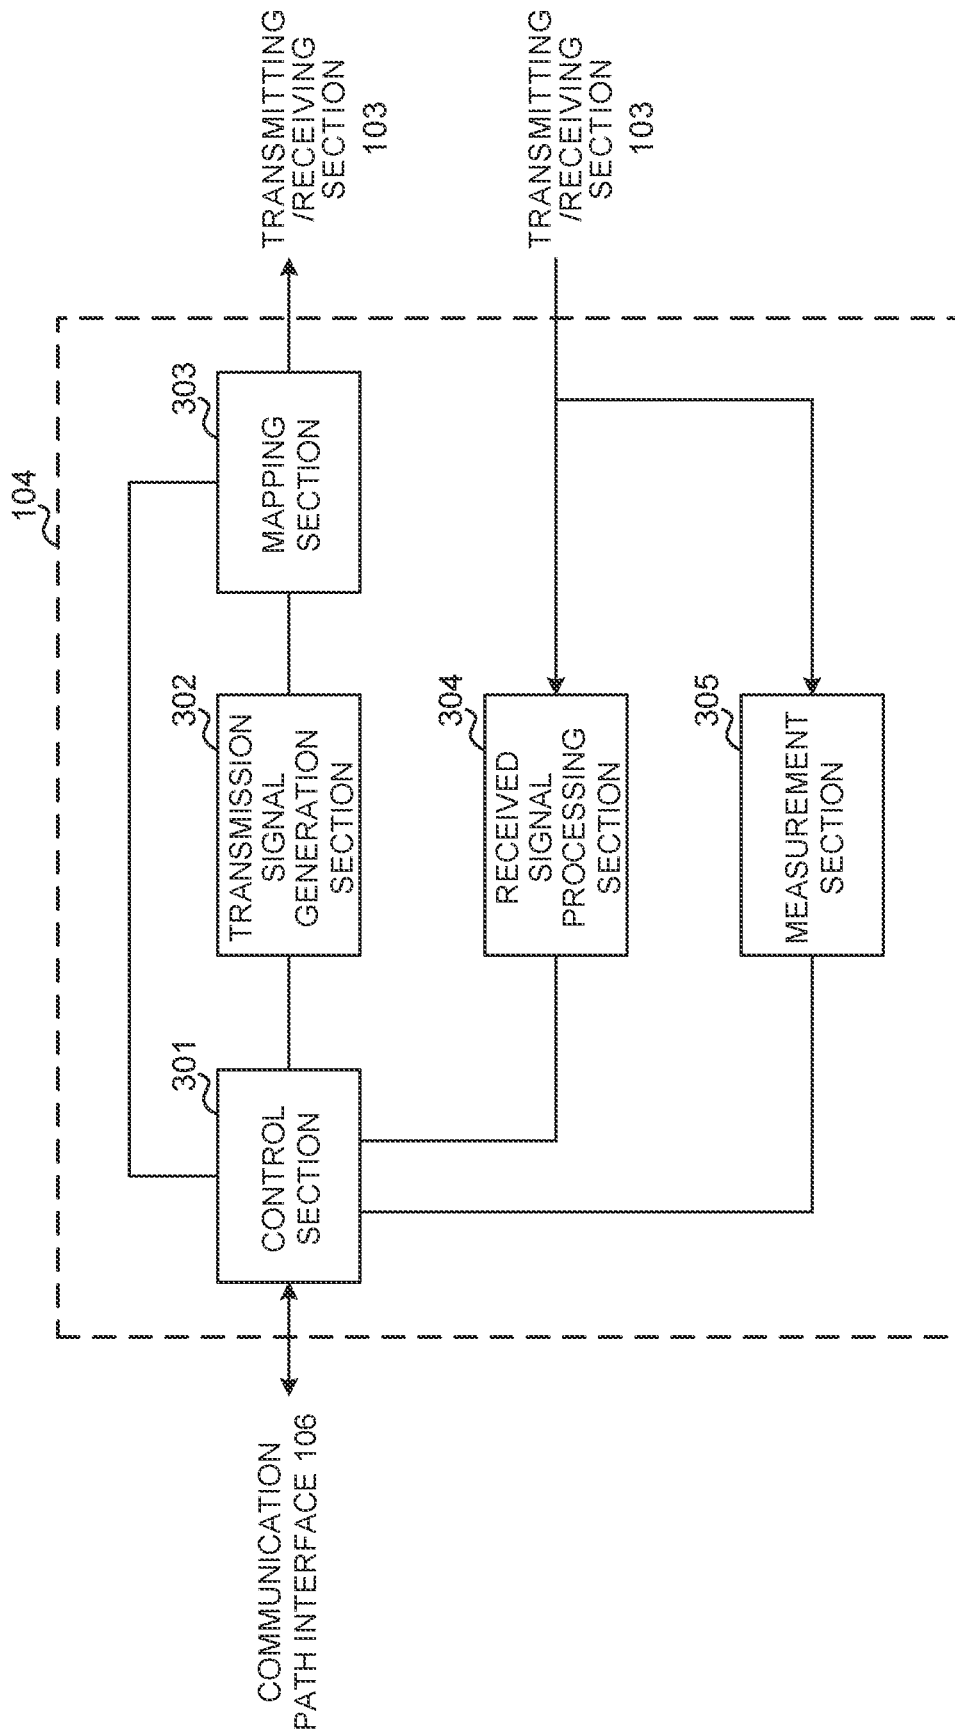 104
COMMUNICATION
PATH INTERFACE 106
301
CONTROL
SECTION
302
TRANSMISSION
SIGNAL
GENERATION
SECTION
303
MAPPING
SECTION
TRANSMITTING
/RECEIVING
SECTION
103
304
RECEIVED
SIGNAL
PROCESSING
SECTION
TRANSMITTING
/RECEIVING
SECTION
103
305
MEASUREMENT
SECTION